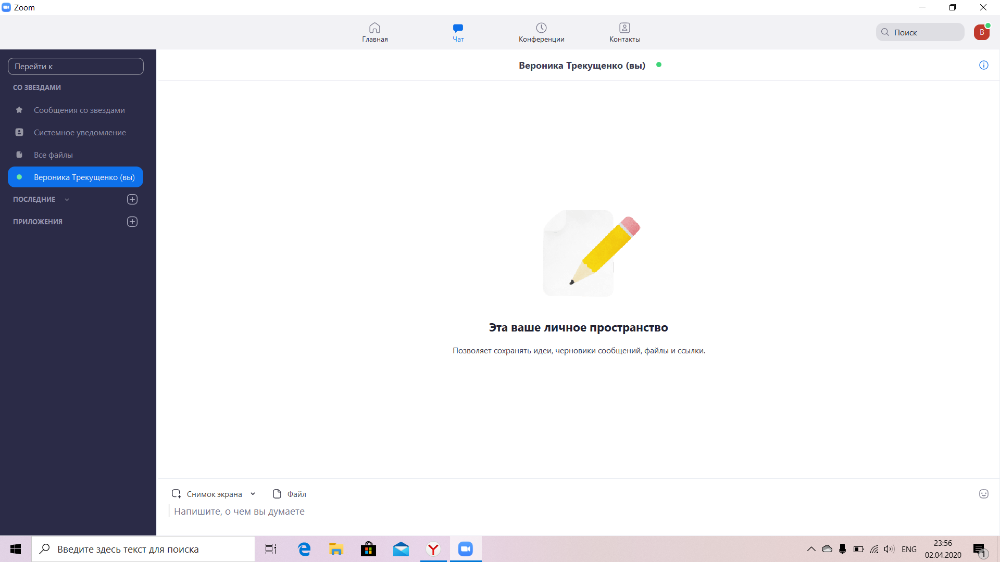 Zoom
Главная
Чат
Конференции
Контакты
Поиск
В
Перейти к
СО ЗВЕЗДАМИ
Сообщения со звездами
Системное уведомление
Все файлы
Вероника Трекущенко (вы)
ПОСЛЕДНИЕ
ПРИЛОЖЕНИЯ
Вероника Трекущенко (вы)
Эта ваше личное пространство
Позволяет сохранять идеи, черновики сообщений, файлы и ссылки.
Снимок экрана
Файл
Напишите, о чем вы думаете
Введите здесь текст для поиска
ENG
23:56
02.04.2020
1